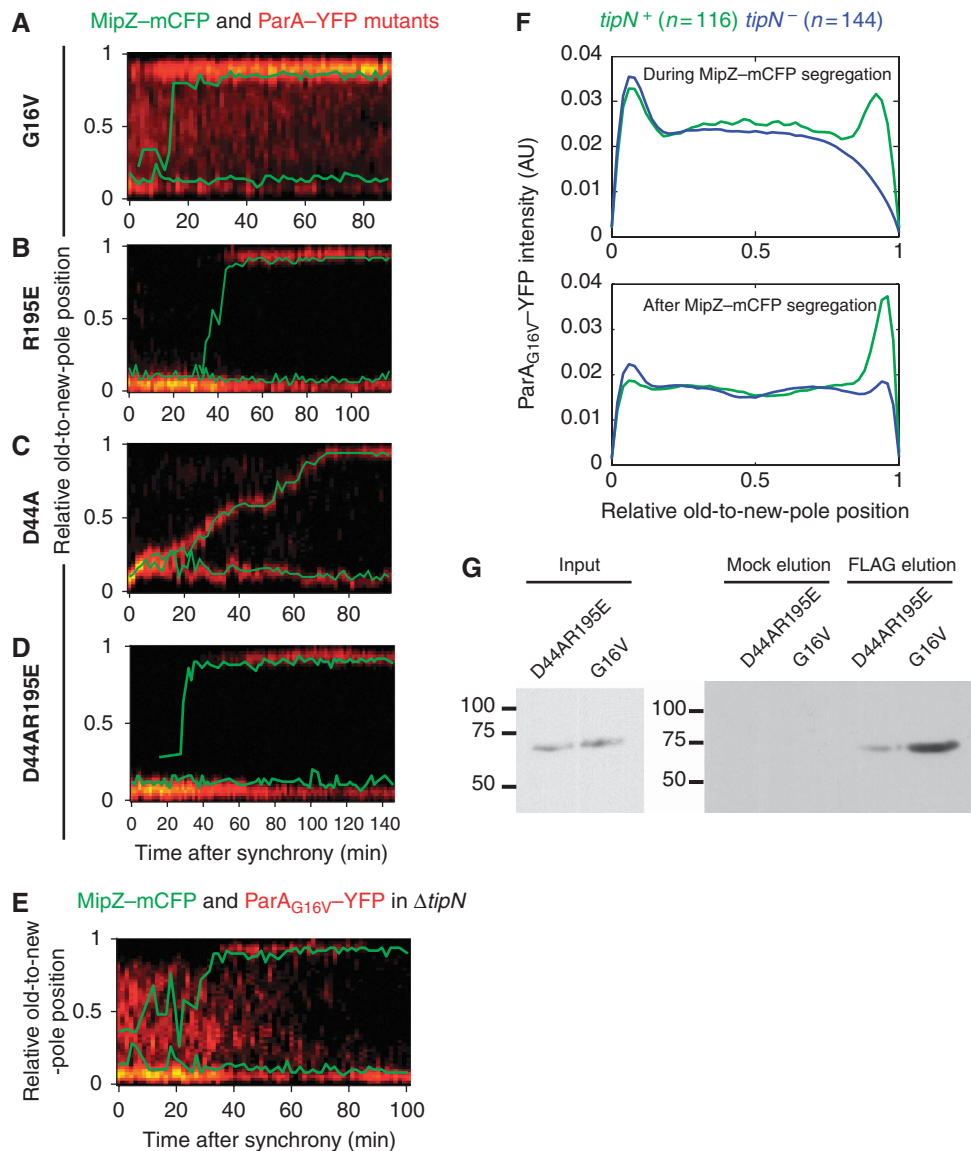 A
MipZ–mCFP and ParA–YFP mutants
G16V
1
0.5
0
0 20 40 60 80
B
R195E
1
0.5
0
0 20 40 60 80 100
Relative old-to-new-pole position
C
D44A
1
0.5
0
0 20 40 60 80
D
D44AR195E
1
0.5
0
0 20 40 60 80 100 120 140
Time after synchrony (min)
E
MipZ–mCFP and ParAG16V–YFP in ΔtipN
Relative old-to-new
-pole position
1
0.5
0
0 20 40 60 80 100
Time after synchrony (min)
F
tipN+ (n=116) tipN– (n=144)
During MipZ–mCFP segregation
0.04
0.03
0.02
0.01
0
0 0.5 1
ParAG16V–YFP intensity (AU)
After MipZ–mCFP segregation
0.04
0.03
0.02
0.01
0
0 0.5 1
Relative old-to-new-pole position
G
Input
D44AR195E
G16V
100
75
50
Mock elution
D44AR195E
G16V
FLAG elution
D44AR195E
G16V
100
75
50